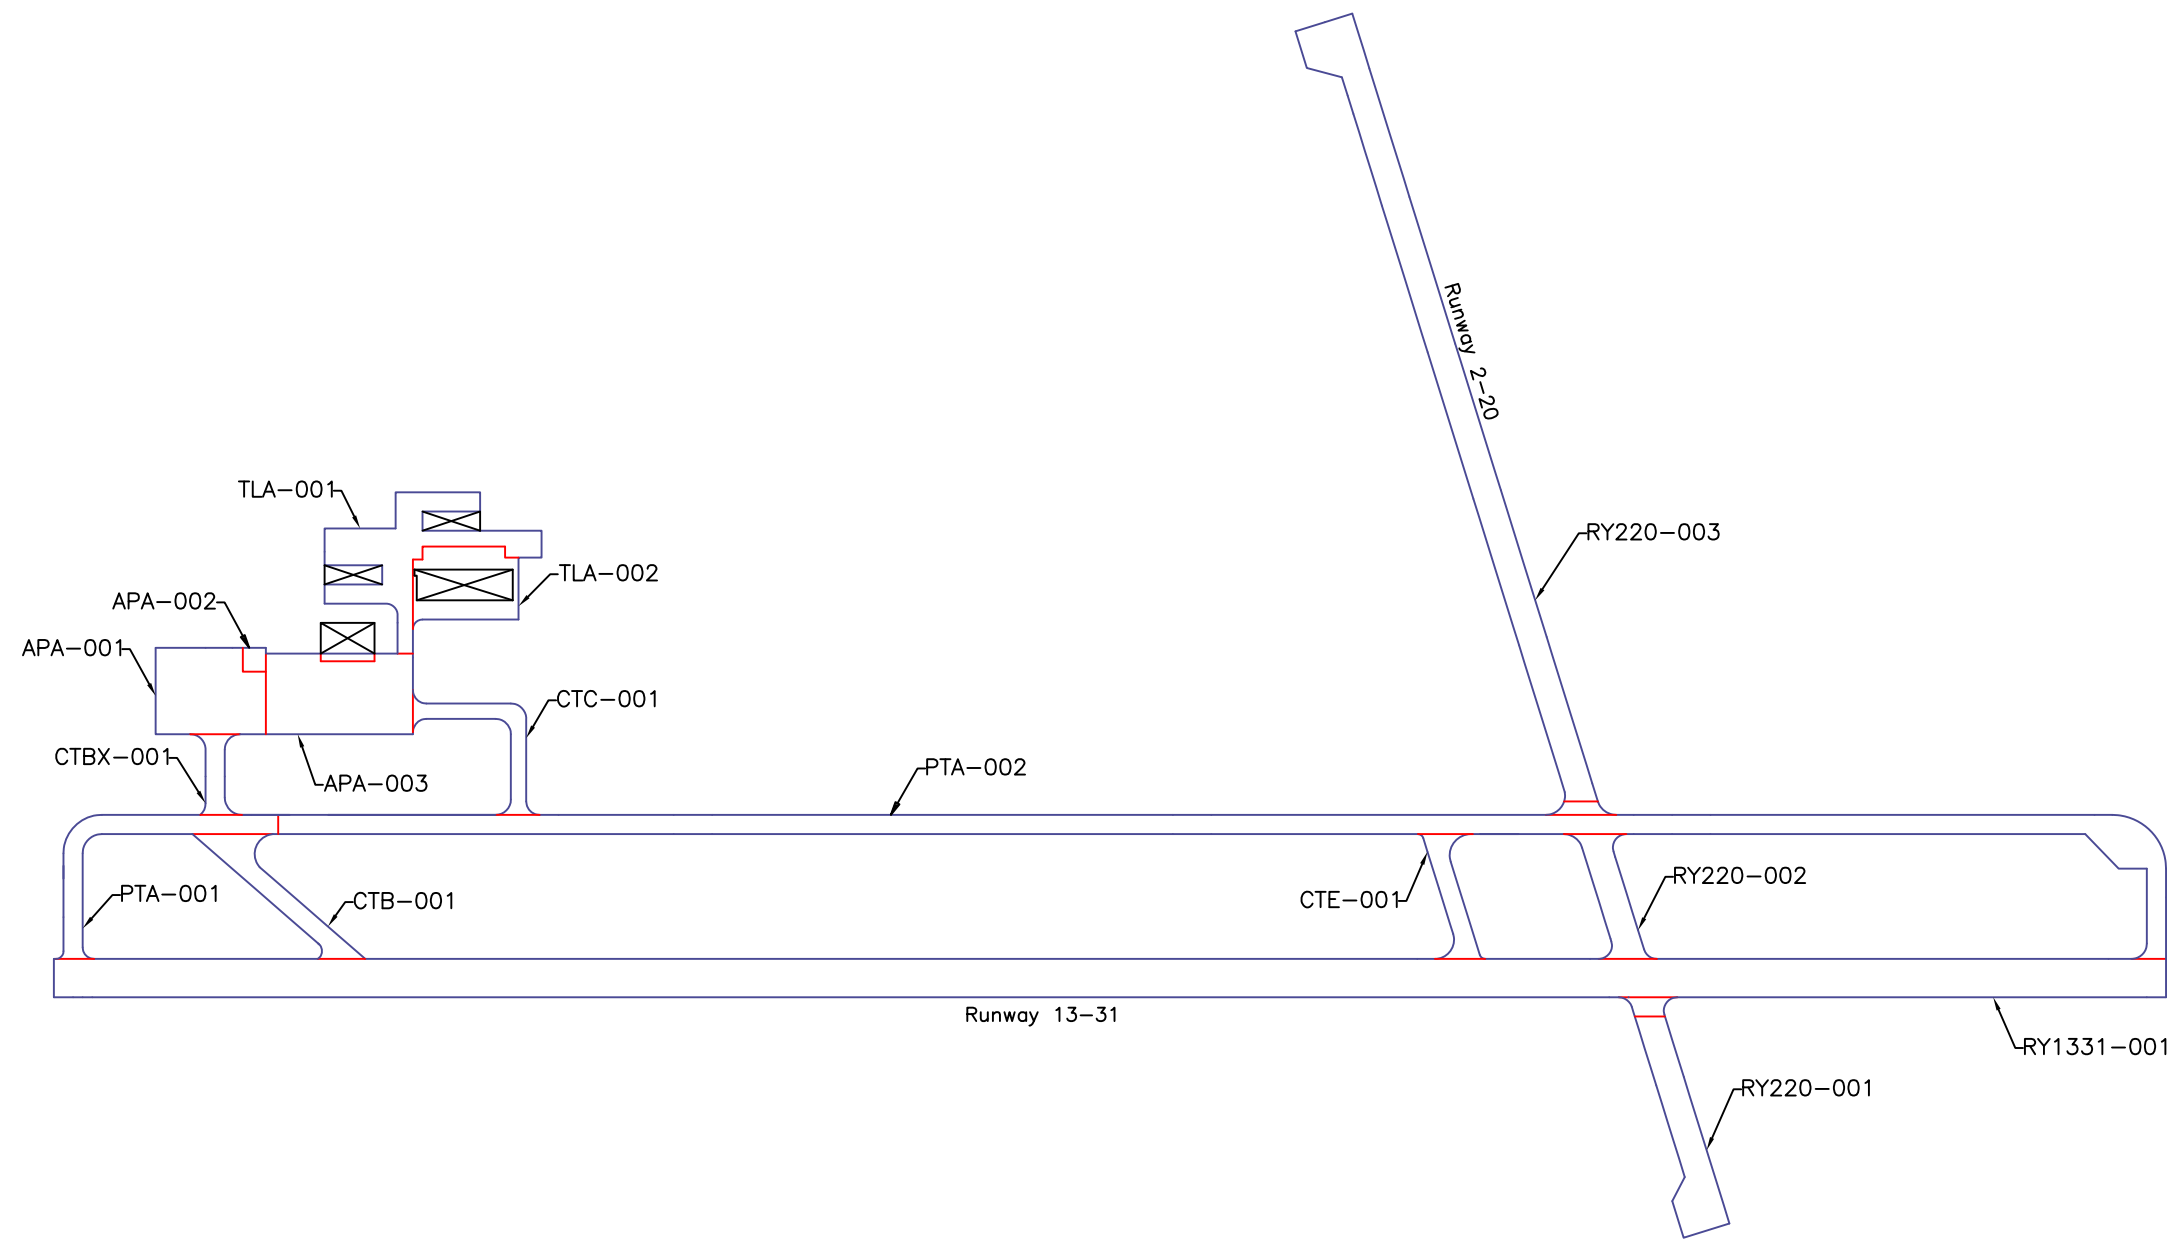 Runway 2-20
TLA-001
RY220-003
TLA-002
APA-002
APA-001
CTC-001
CTBX-001
PTA-002
APA-003
RY220-002
PTA-001
CTB-001
CTE-001
Runway 13-31
RY1331-001
RY220-001